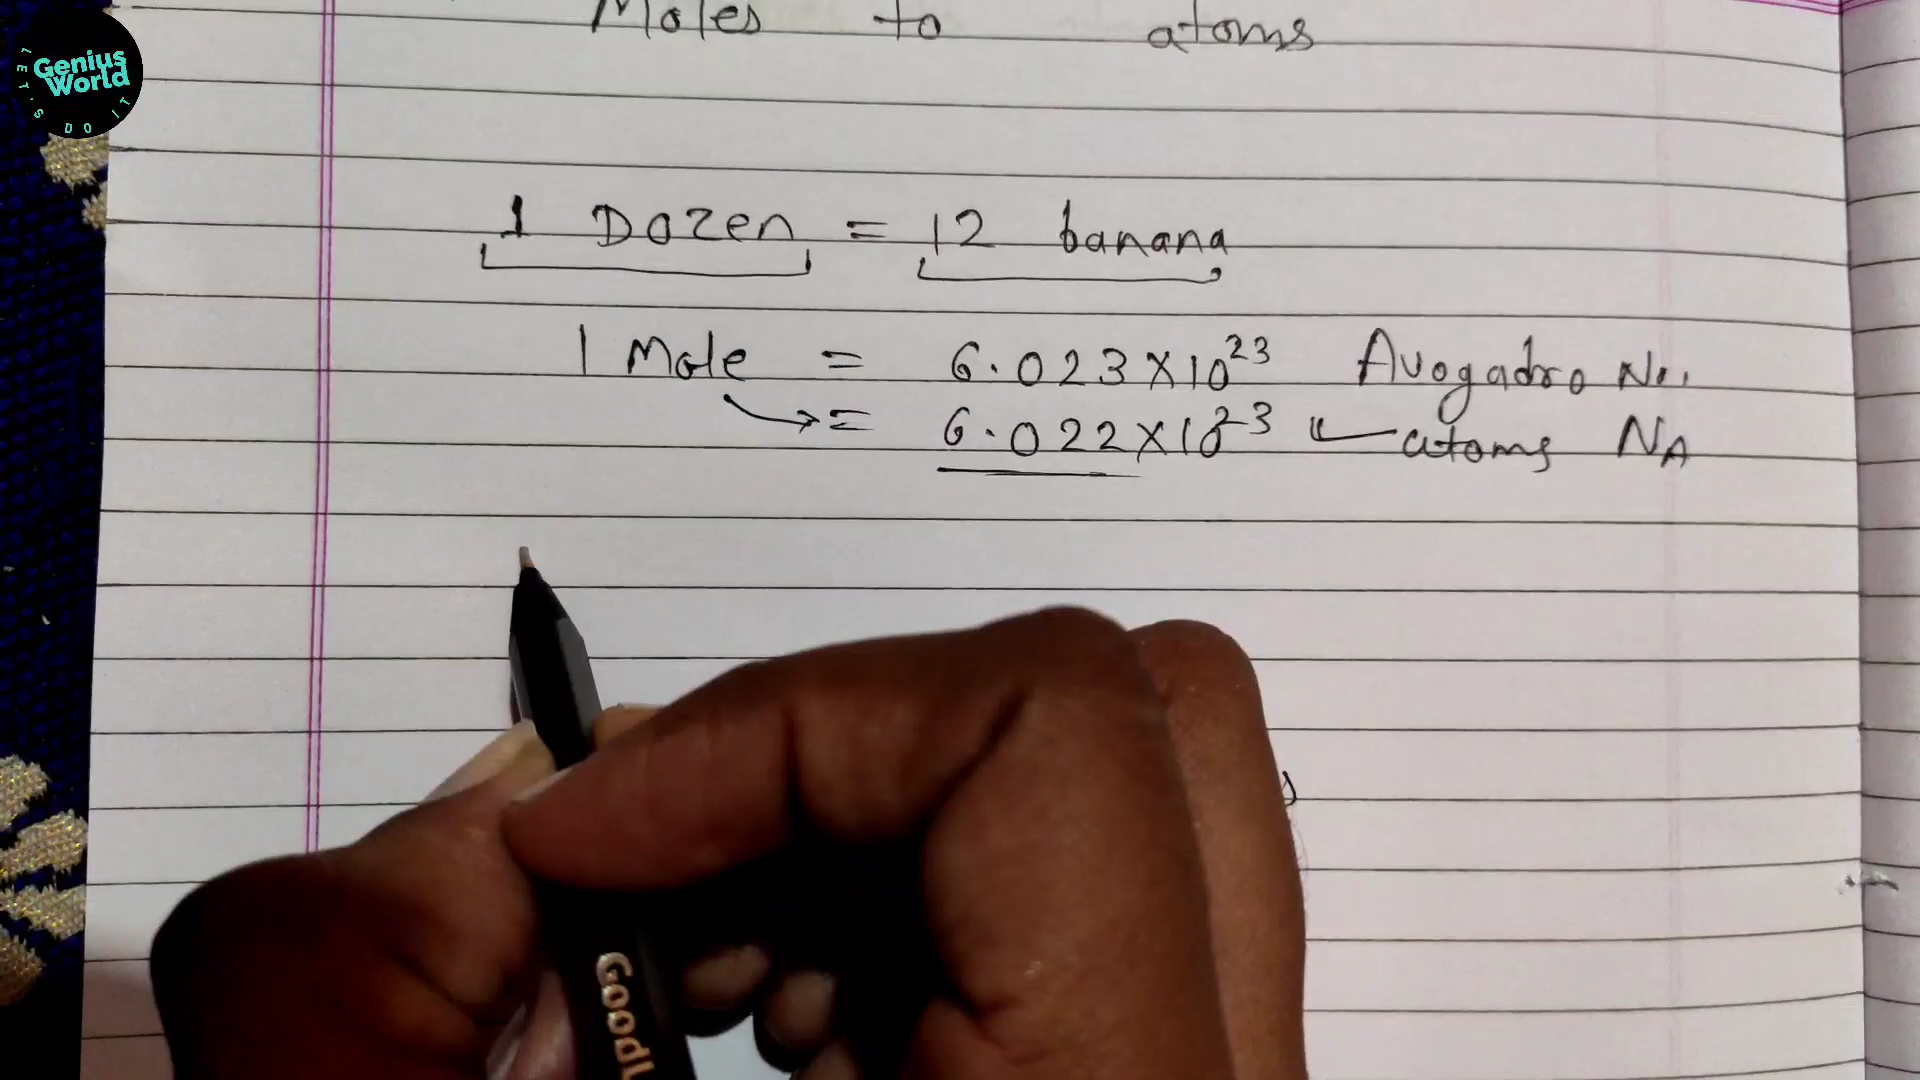 Genius
World
LET'S DO IT
Moles to atoms
1 Dozen = 12 banana
1 Mole = 6.023×10²³ Avogadro No.
= 6.022×10²³ atoms NA
GOODL